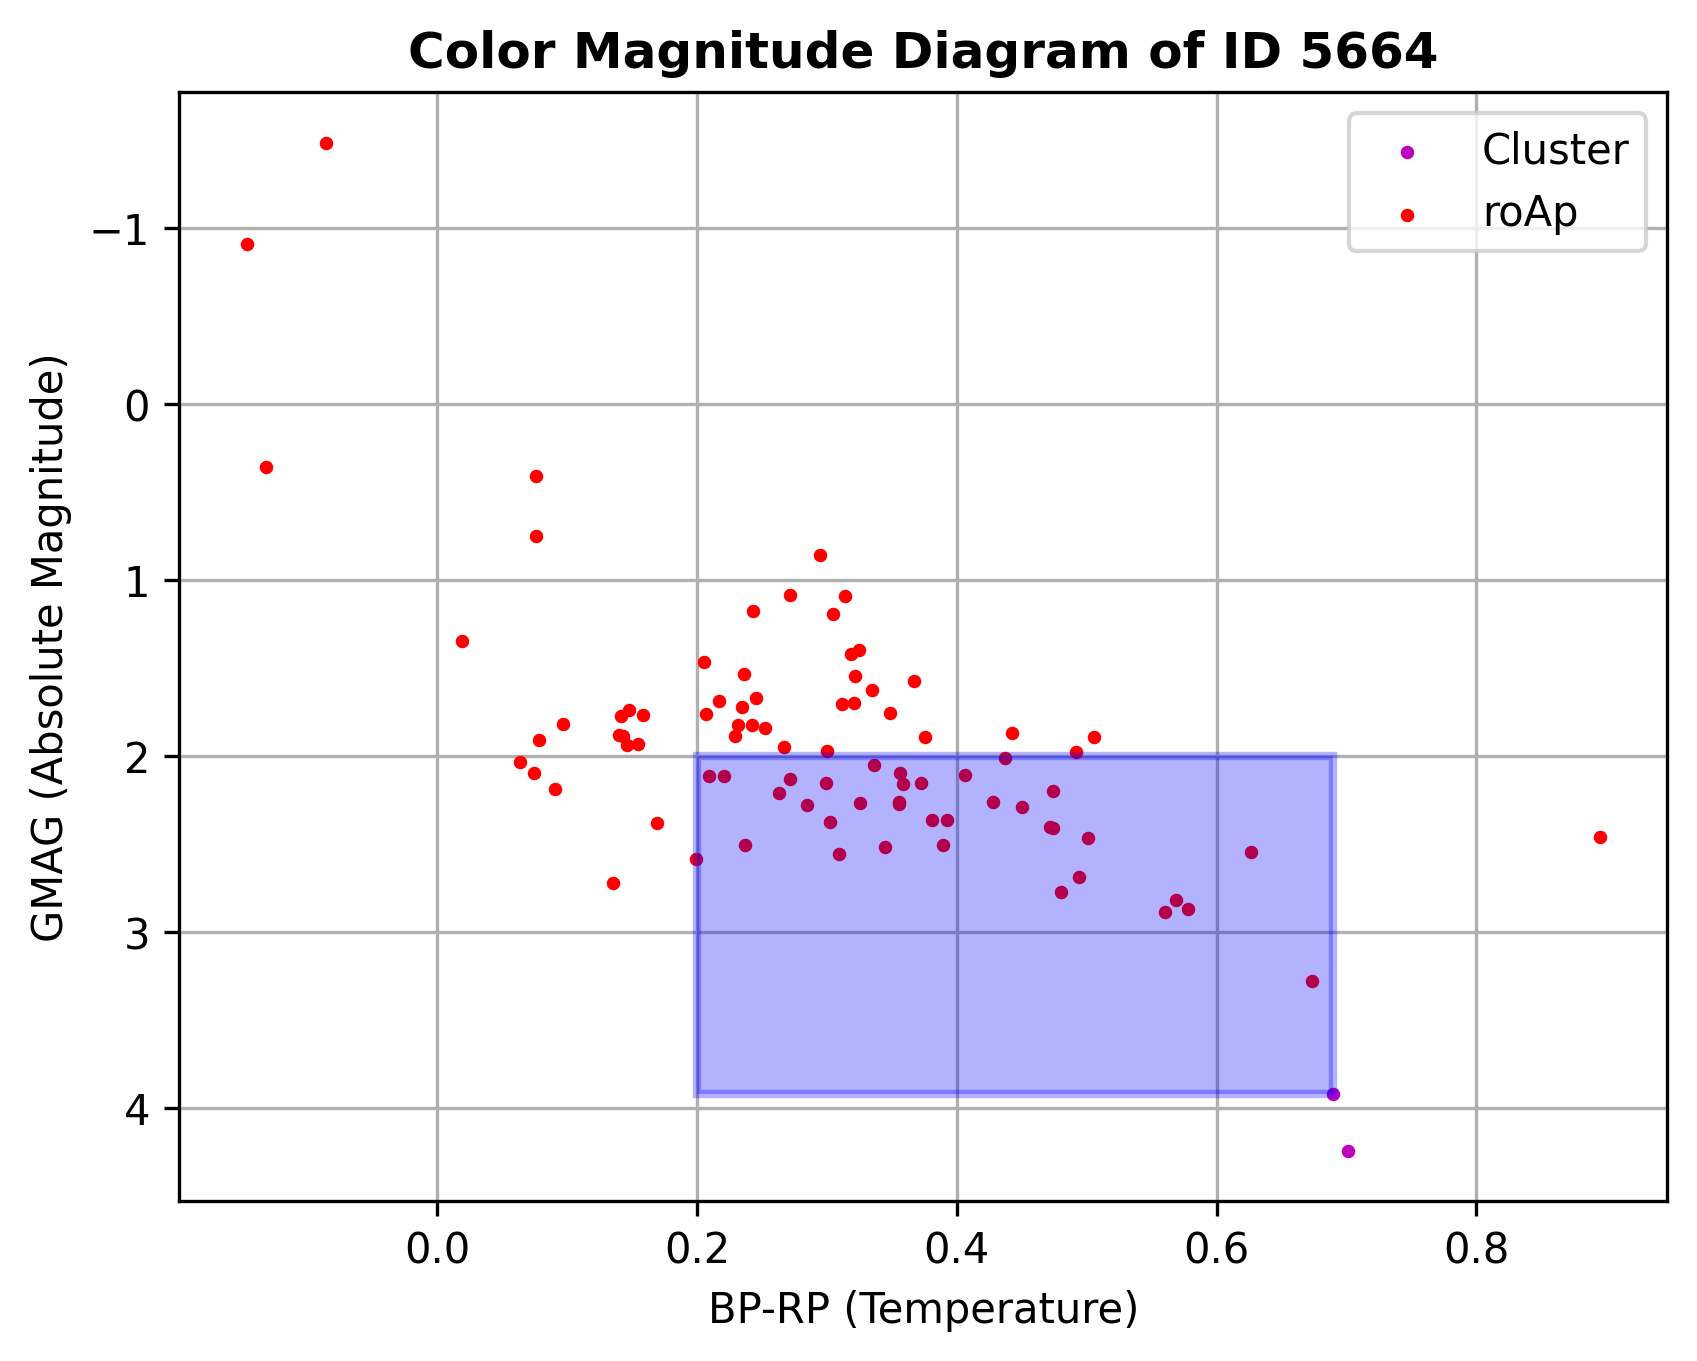 Color Magnitude Diagram of ID 5664
Cluster
roAp
−1
0
1
2
3
4
GMAG (Absolute Magnitude)
0.0 0.2 0.4 0.6 0.8
BP-RP (Temperature)